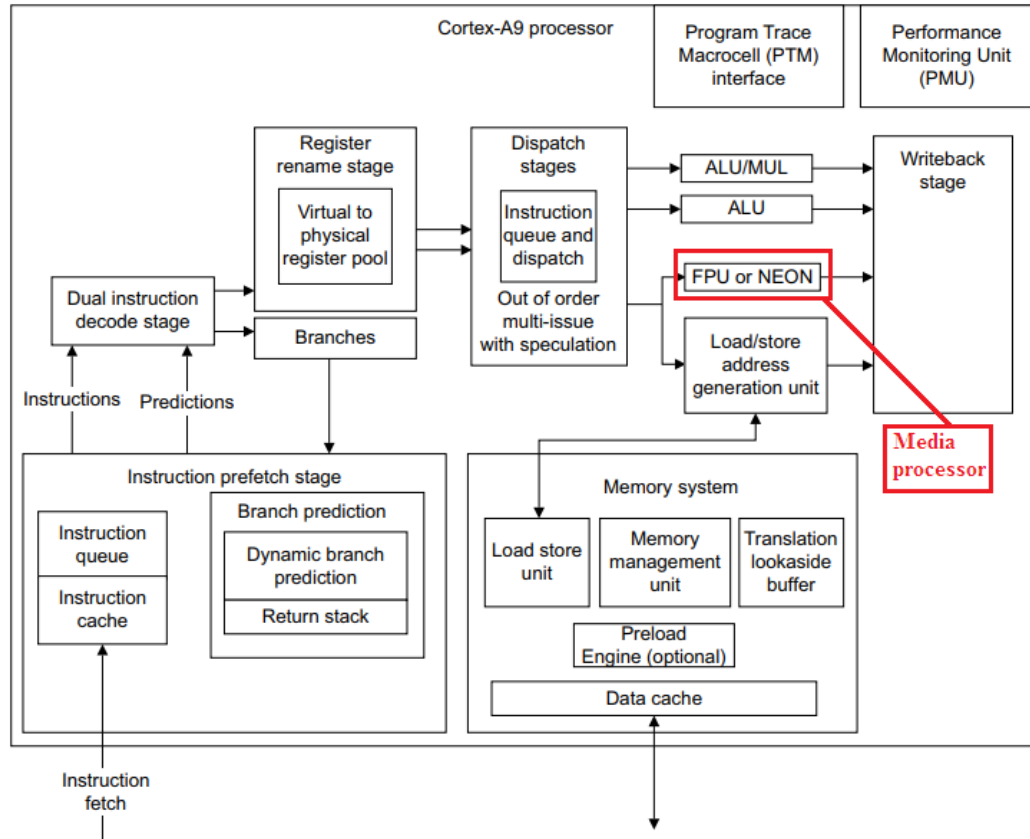 Cortex-A9 processor
Program Trace
Macrocell (PTM)
interface
Performance
Monitoring Unit
(PMU)
Register
rename stage
Virtual to
physical
register pool
Dispatch
stages
Instruction
queue and
dispatch
Out of order
multi-issue
with speculation
ALU/MUL
ALU
FPU or NEON
Load/store
address
generation unit
Writeback
stage
Dual instruction
decode stage
Branches
Instructions
Predictions
Media
processor
Instruction prefetch stage
Instruction
queue
Instruction
cache
Branch prediction
Dynamic branch
prediction
Return stack
Memory system
Load store
unit
Memory
management
unit
Translation
lookaside
buffer
Preload
Engine (optional)
Data cache
Instruction
fetch